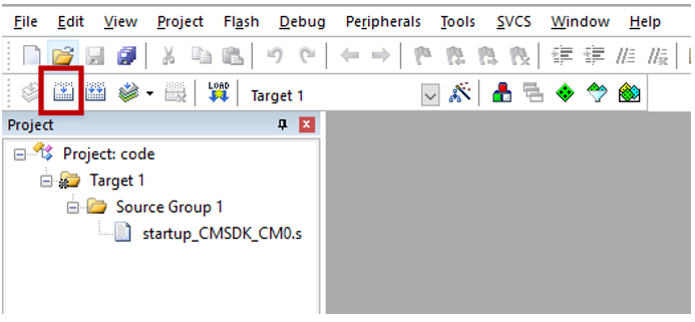 File Edit View Project Flash Debug Peripherals Tools SVCS Window Help
LOAD Target 1
Project
Project: code
Target 1
Source Group 1
startup_CMSDK_CM0.s